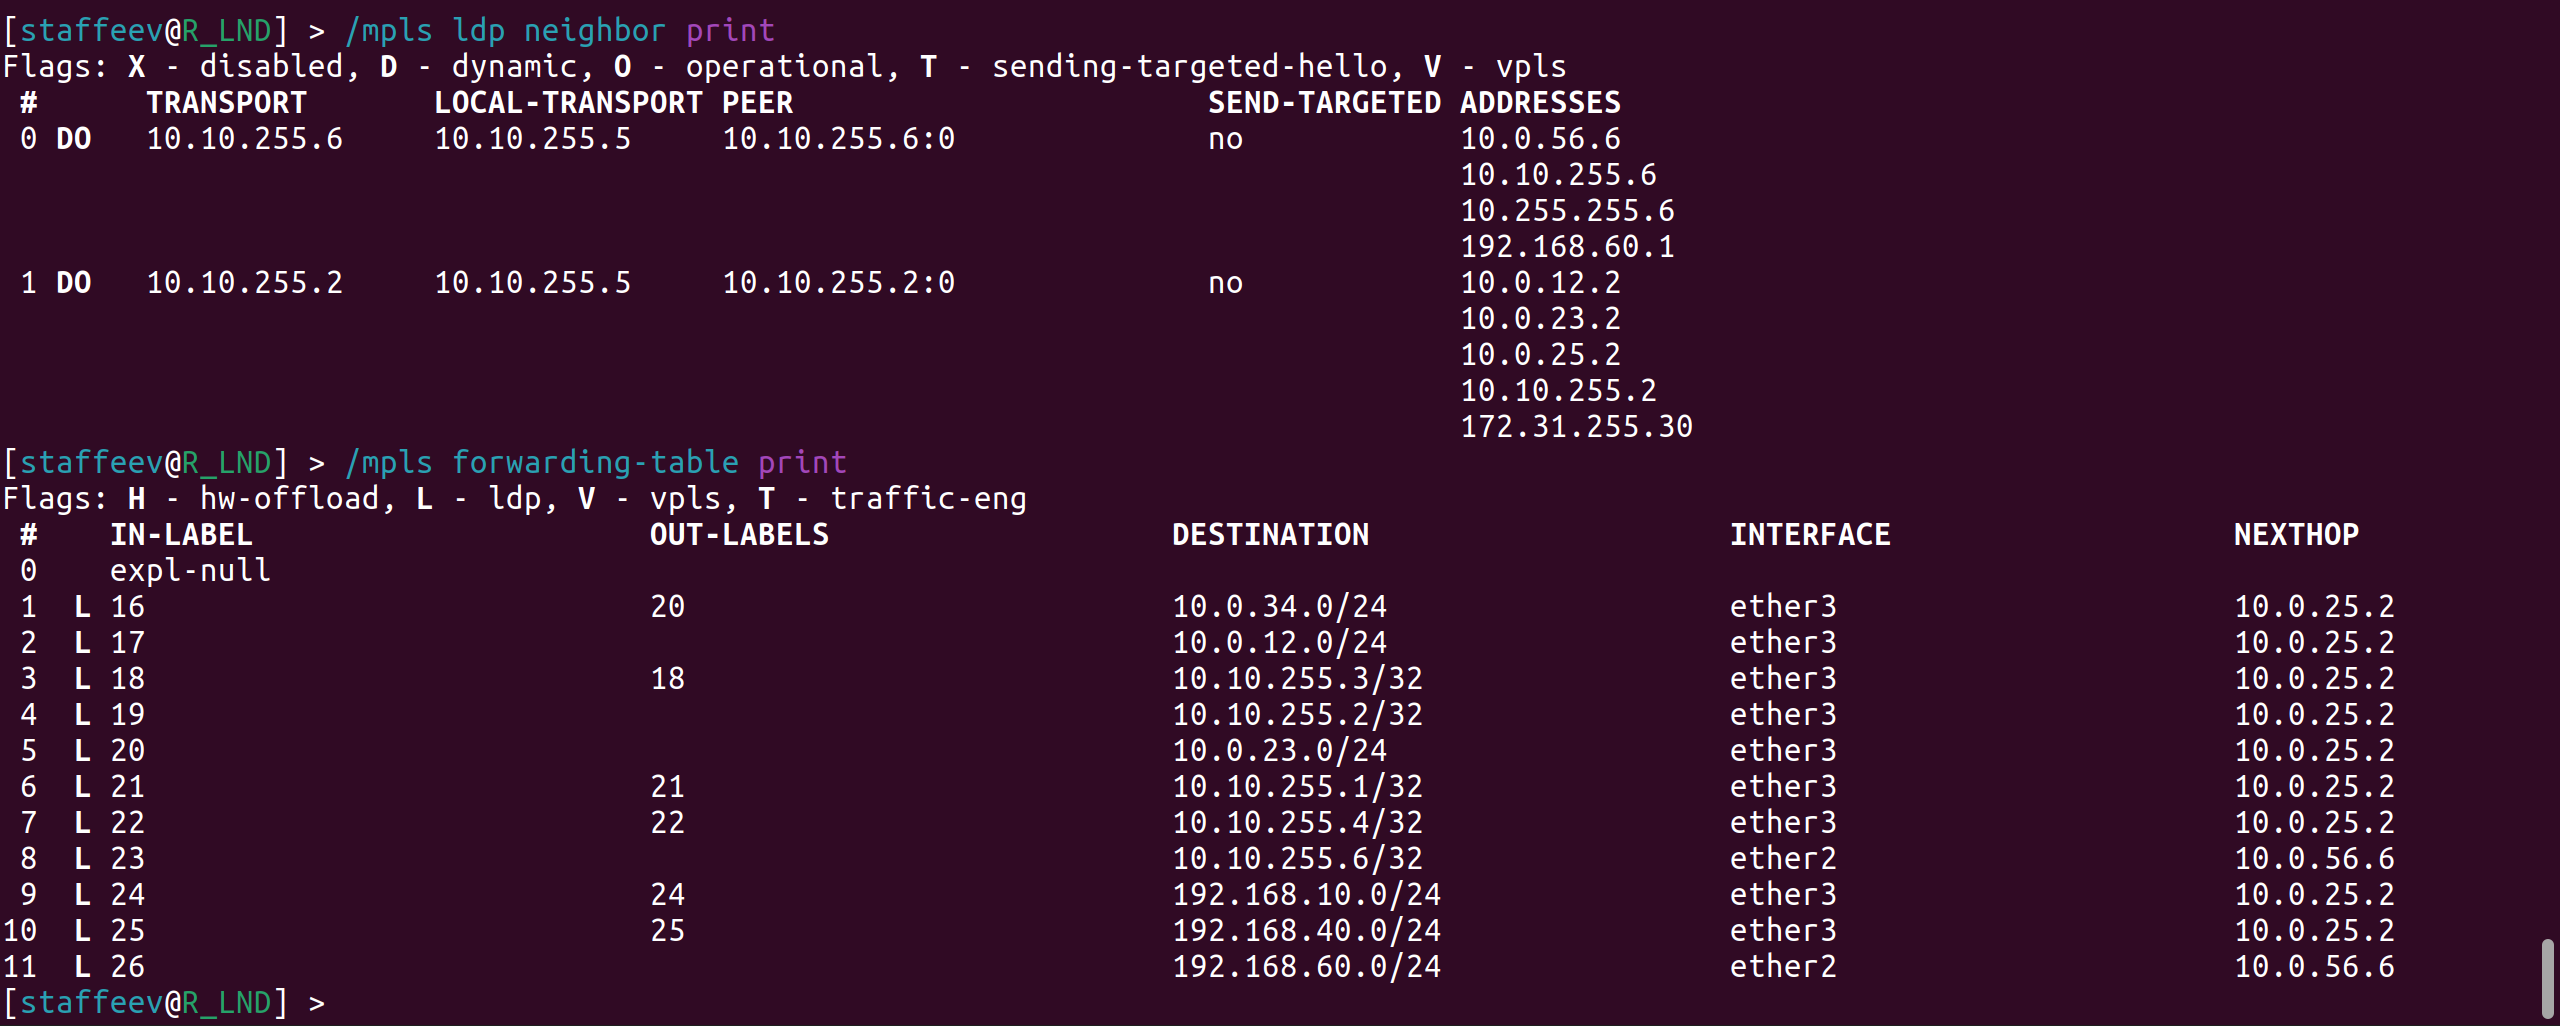 [staffeev@R_LND] > /mpls ldp neighbor print
Flags: X - disabled, D - dynamic, O - operational, T - sending-targeted-hello, V - vpls
 #      TRANSPORT       LOCAL-TRANSPORT PEER                       SEND-TARGETED ADDRESSES
 0 DO   10.10.255.6     10.10.255.5     10.10.255.6:0              no            10.0.56.6
                                                                                 10.10.255.6
                                                                                 10.255.255.6
                                                                                 192.168.60.1
 1 DO   10.10.255.2     10.10.255.5     10.10.255.2:0              no            10.0.12.2
                                                                                 10.0.23.2
                                                                                 10.0.25.2
                                                                                 10.10.255.2
                                                                                 172.31.255.30
[staffeev@R_LND] > /mpls forwarding-table print
Flags: H - hw-offload, L - ldp, V - vpls, T - traffic-eng
 #    IN-LABEL                      OUT-LABELS                   DESTINATION                    INTERFACE                   NEXTHOP
 0    expl-null
 1  L 16                            20                           10.0.34.0/24                   ether3                      10.0.25.2
 2  L 17                                                         10.0.12.0/24                   ether3                      10.0.25.2
 3  L 18                            18                           10.10.255.3/32                 ether3                      10.0.25.2
 4  L 19                                                         10.10.255.2/32                 ether3                      10.0.25.2
 5  L 20                                                         10.0.23.0/24                   ether3                      10.0.25.2
 6  L 21                            21                           10.10.255.1/32                 ether3                      10.0.25.2
 7  L 22                            22                           10.10.255.4/32                 ether3                      10.0.25.2
 8  L 23                                                         10.10.255.6/32                 ether2                      10.0.56.6
 9  L 24                            24                           192.168.10.0/24                ether3                      10.0.25.2
10  L 25                            25                           192.168.40.0/24                ether3                      10.0.25.2
11  L 26                                                         192.168.60.0/24                ether2                      10.0.56.6
[staffeev@R_LND] >